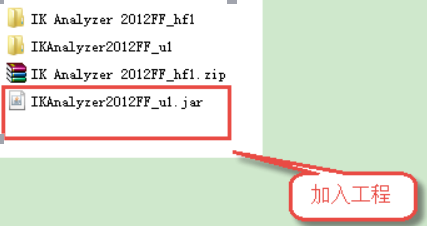 IK Analyzer 2012FF_hf1
IKAnalyzer2012FF_u1
IK Analyzer 2012FF_hf1.zip
IKAnalyzer2012FF_u1.jar
加入工程